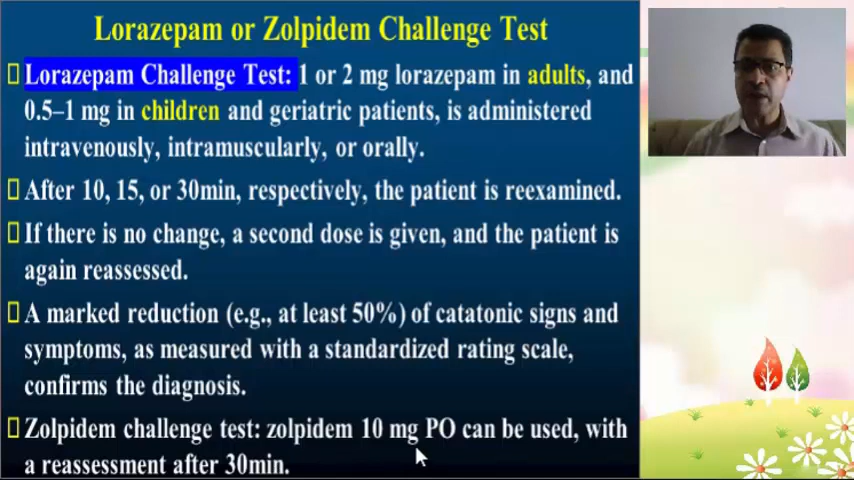 Lorazepam or Zolpidem Challenge Test
Lorazepam Challenge Test: 1 or 2 mg lorazepam in adults, and
0.5–1 mg in children and geriatric patients, is administered
intravenously, intramuscularly, or orally.
After 10, 15, or 30min, respectively, the patient is reexamined.
If there is no change, a second dose is given, and the patient is
again reassessed.
A marked reduction (e.g., at least 50%) of catatonic signs and
symptoms, as measured with a standardized rating scale,
confirms the diagnosis.
Zolpidem challenge test: zolpidem 10 mg PO can be used, with
a reassessment after 30min.